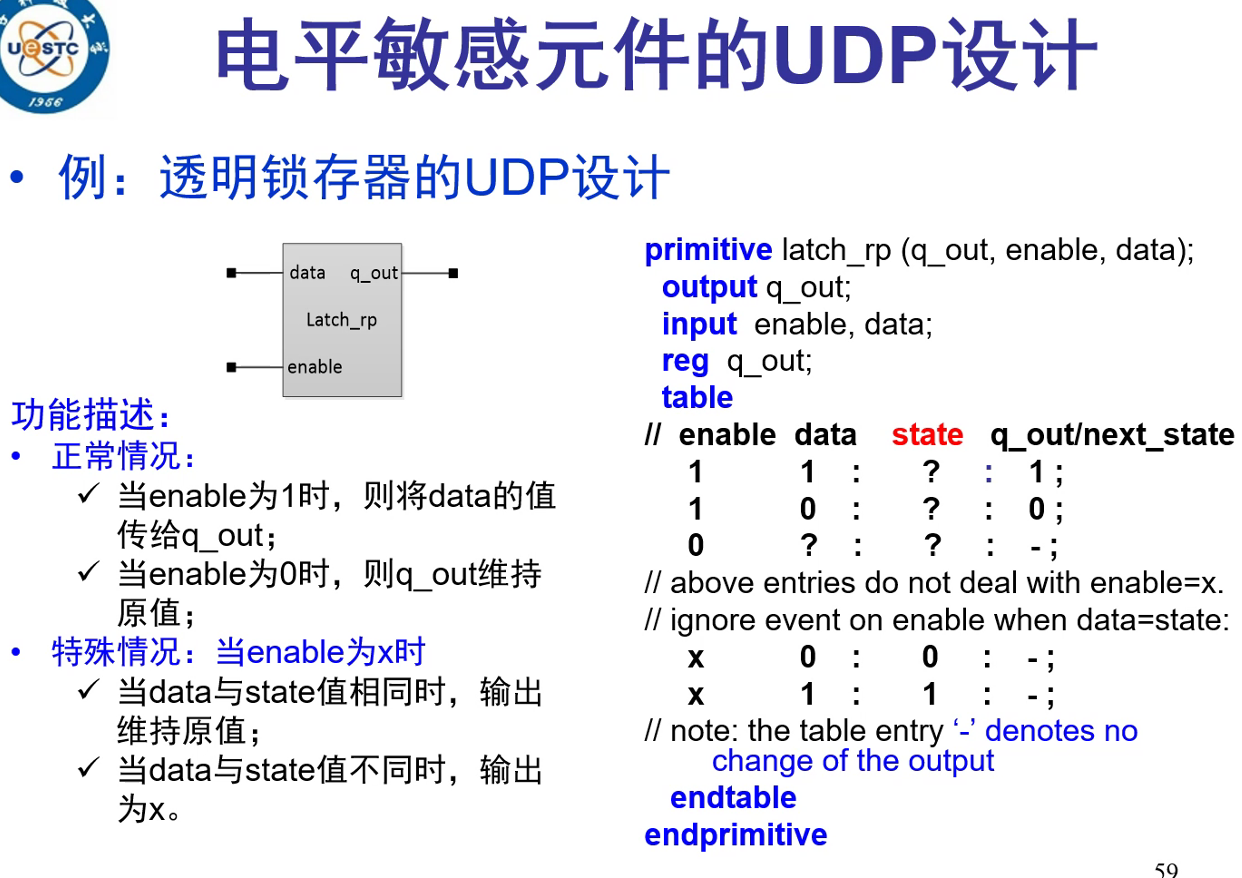 UESTC
1956
电平敏感元件的UDP设计
• 例：透明锁存器的UDP设计
data q_out
Latch_rp
enable
功能描述：
• 正常情况：
✓ 当enable为1时，则将data的值
传给q_out；
✓ 当enable为0时，则q_out维持
原值；
• 特殊情况：当enable为x时
✓ 当data与state值相同时，输出
维持原值；
✓ 当data与state值不同时，输出
为x。
primitive latch_rp (q_out, enable, data);
output q_out;
input enable, data;
reg q_out;
table
// enable data state q_out/next_state
1 1 : ? : 1 ;
1 0 : ? : 0 ;
0 ? : ? : - ;
// above entries do not deal with enable=x.
// ignore event on enable when data=state:
x 0 : 0 : - ;
x 1 : 1 : - ;
// note: the table entry ‘-’ denotes no
change of the output
endtable
endprimitive
59